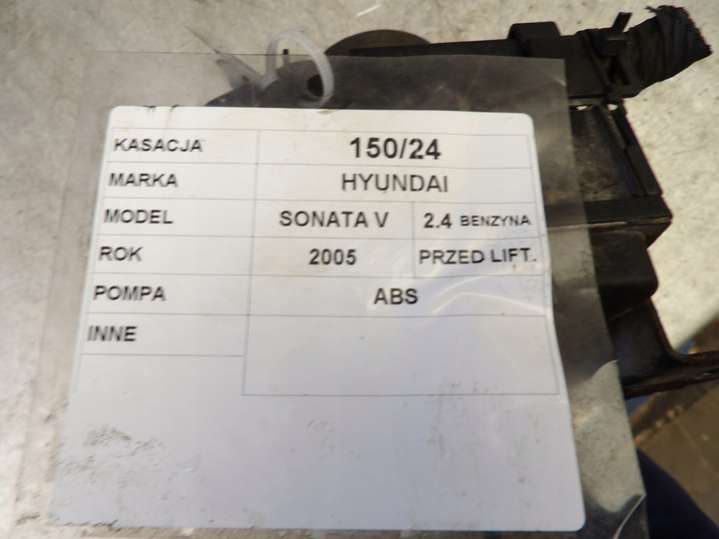 KASACJA 150/24
MARKA HYUNDAI
MODEL SONATA V 2.4 BENZYNA
ROK 2005 PRZED LIFT.
POMPA ABS
INNE